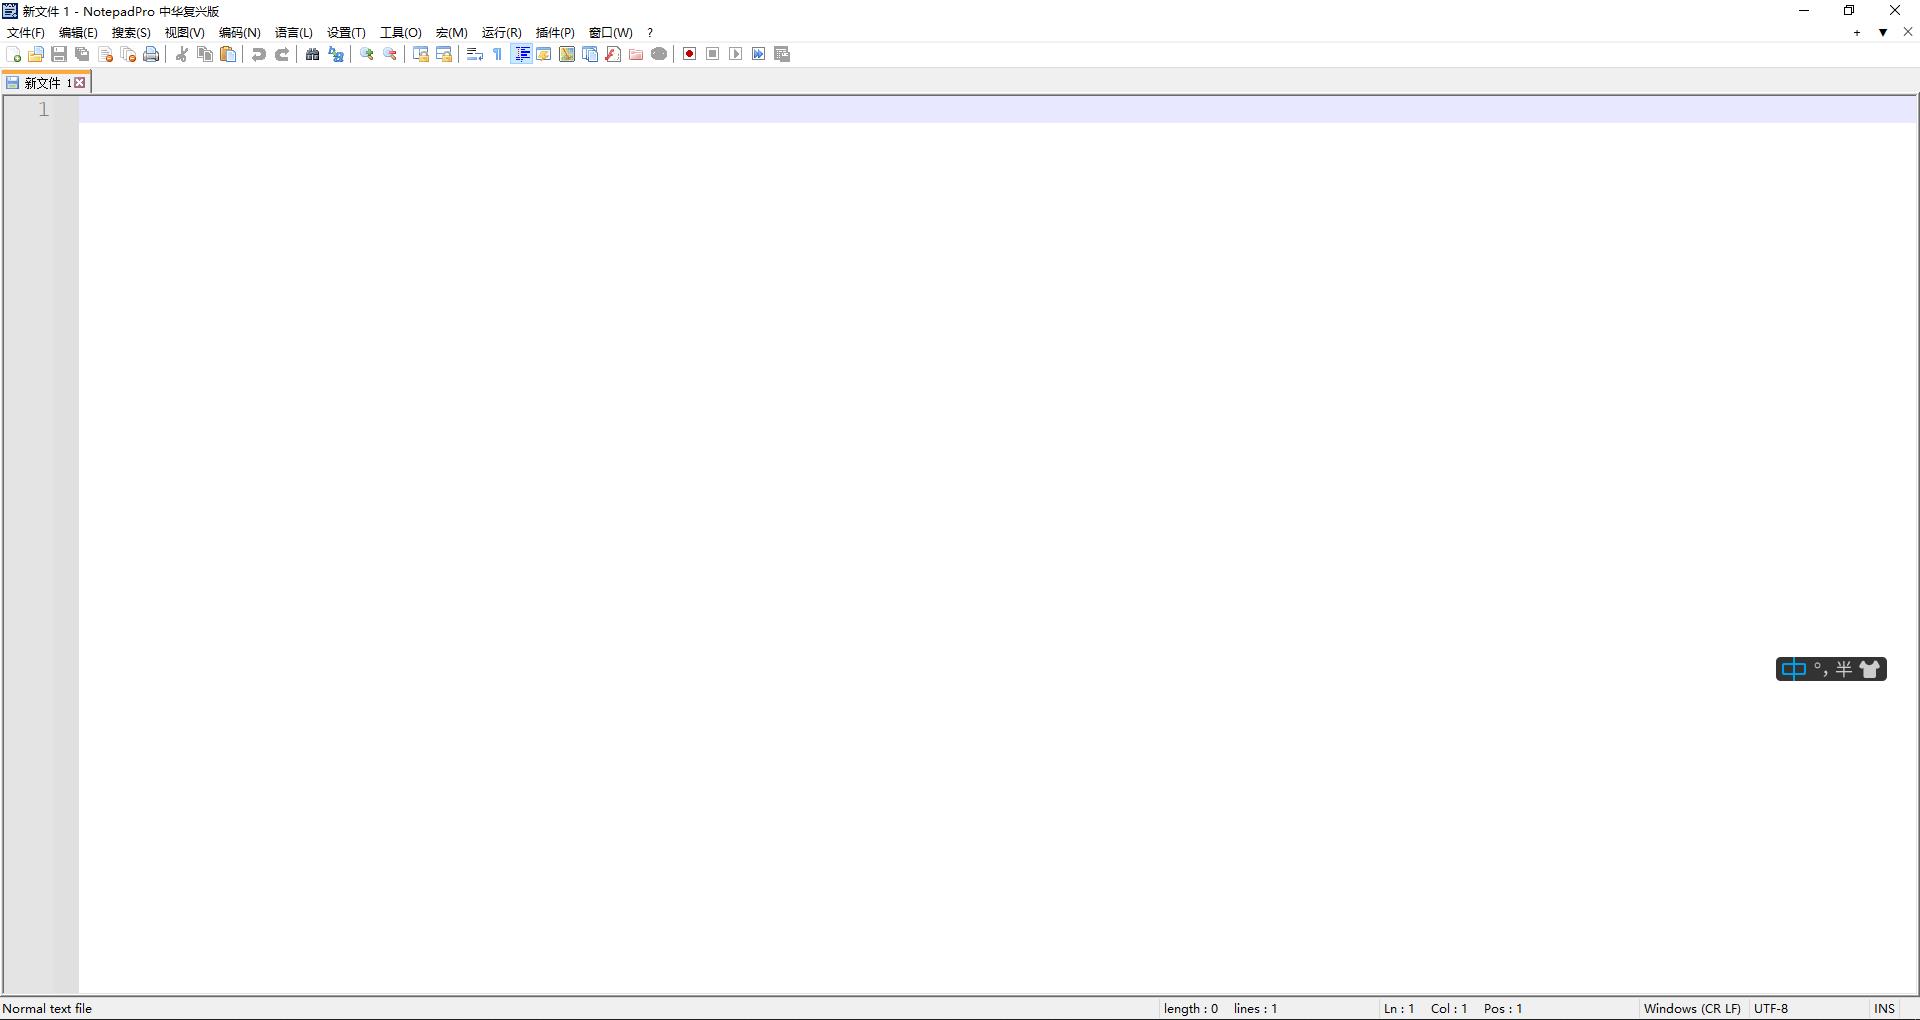 新文件 1 - NotepadPro 中华复兴版
文件(F) 编辑(E) 搜索(S) 视图(V) 编码(N) 语言(L) 设置(T) 工具(O) 宏(M) 运行(R) 插件(P) 窗口(W) ?
新文件 1
1
中 °, 半
Normal text file length : 0 lines : 1 Ln : 1 Col : 1 Pos : 1 Windows (CR LF) UTF-8 INS